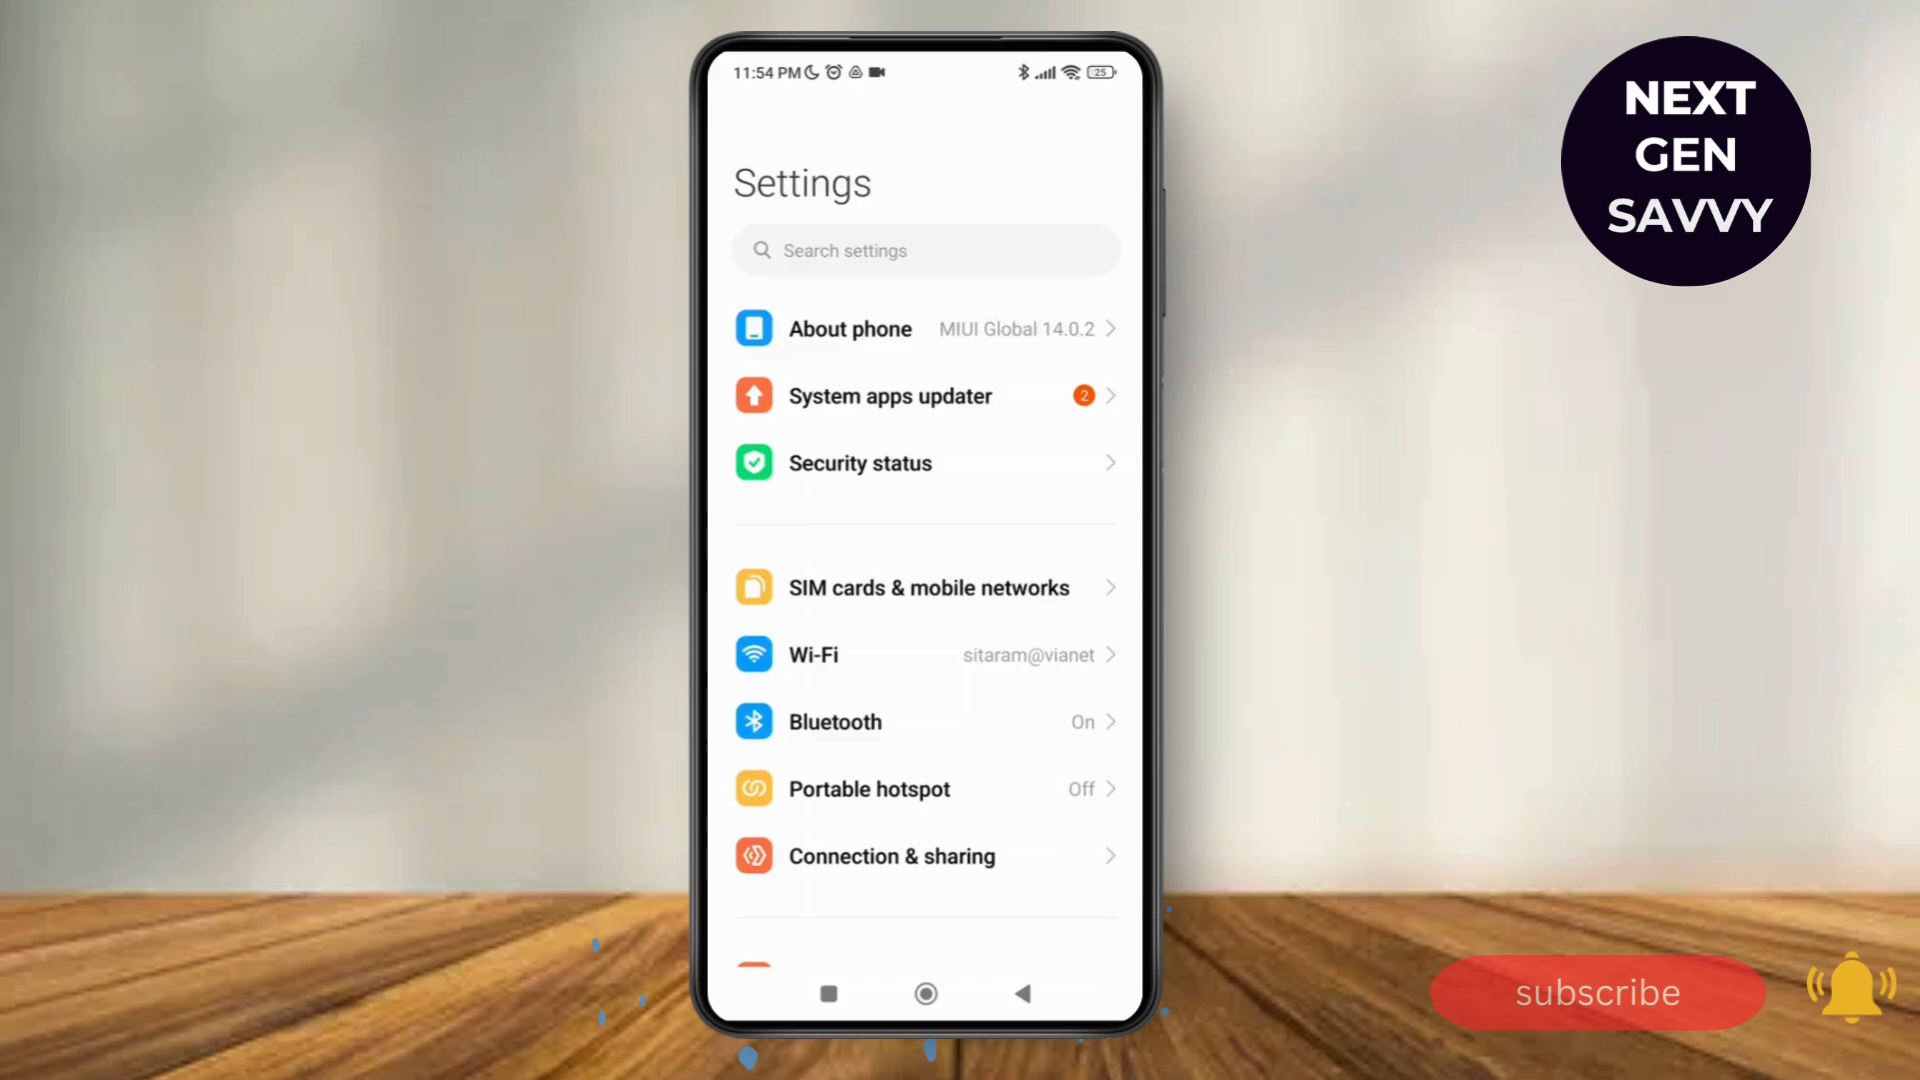 11:54 PM
25
Settings
Search settings
About phone MIUI Global 14.0.2
System apps updater 2
Security status
SIM cards & mobile networks
Wi-Fi sitaram@vianet
Bluetooth On
Portable hotspot Off
Connection & sharing
NEXT
GEN
SAVVY
subscribe